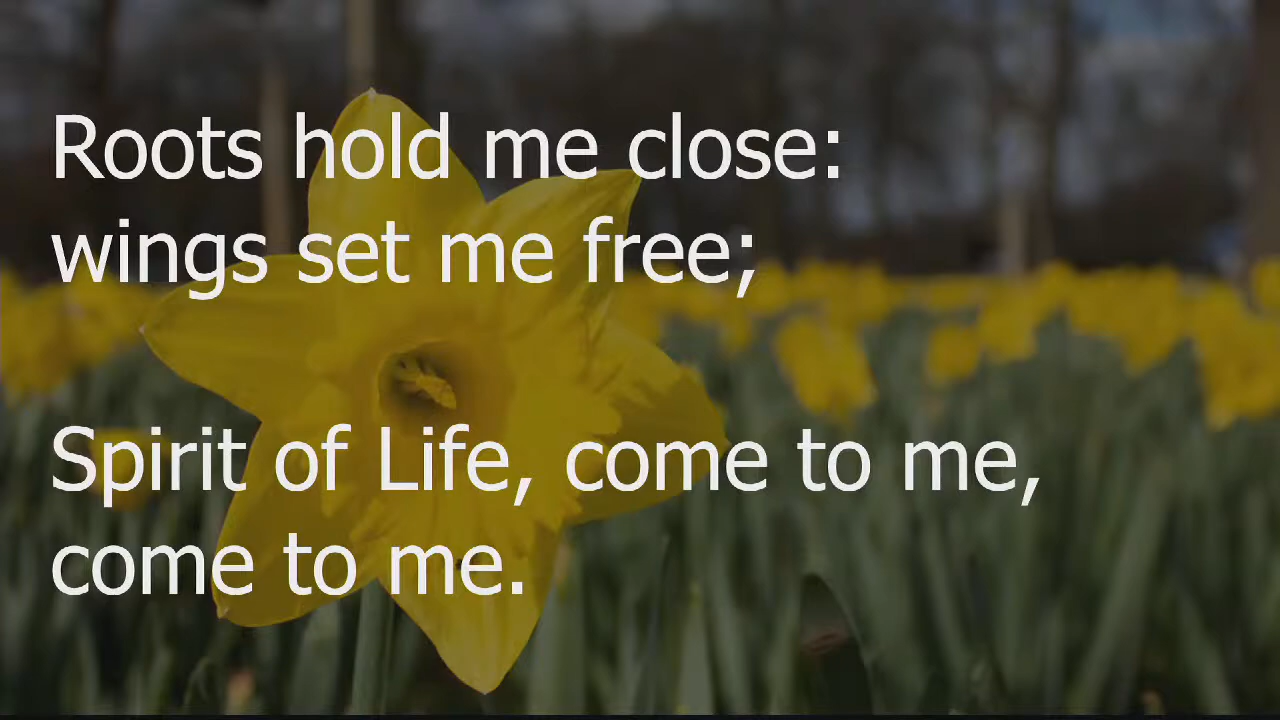 Roots hold me close:
wings set me free;
Spirit of Life, come to me,
come to me.